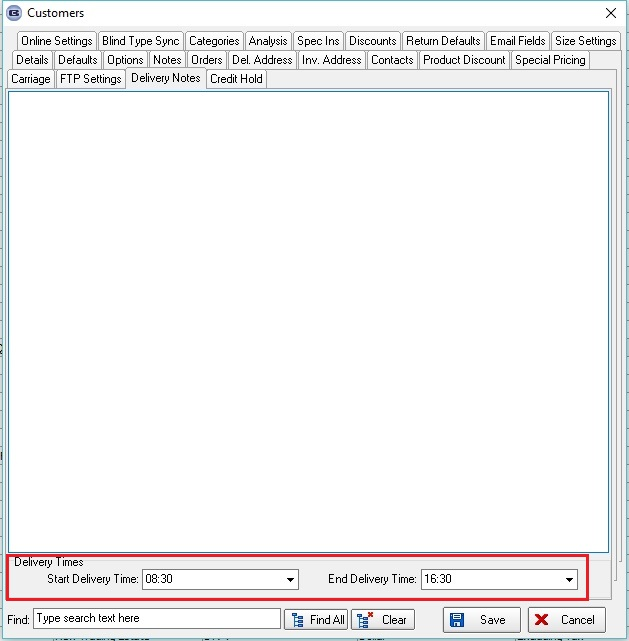 Customers
Online Settings Blind Type Sync Categories Analysis Spec Ins Discounts Return Defaults Email Fields Size Settings
Details Defaults Options Notes Orders Del. Address Inv. Address Contacts Product Discount Special Pricing
Carriage FTP Settings Delivery Notes Credit Hold
Delivery Times
Start Delivery Time: 08:30 End Delivery Time: 16:30
Find: Type search text here Find All Clear Save Cancel